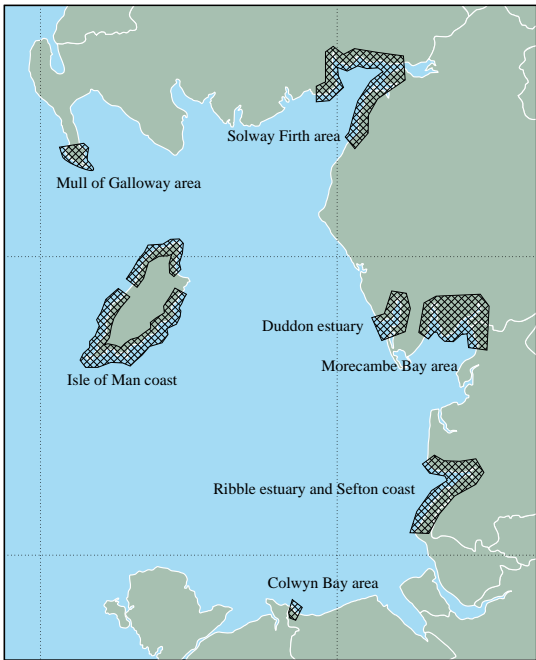 Solway Firth area
Mull of Galloway area
Duddon estuary
Morecambe Bay area
Isle of Man coast
Ribble estuary and Sefton coast
Colwyn Bay area